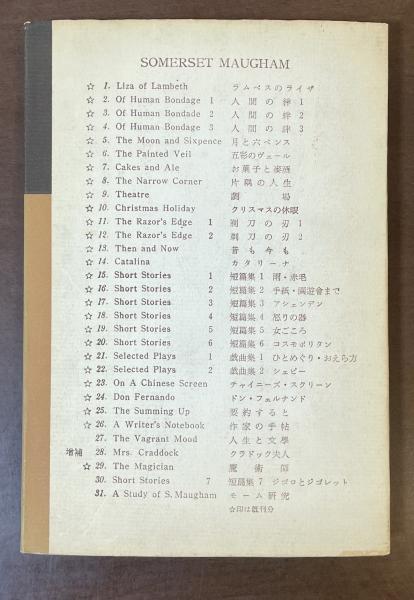 SOMERSET MAUGHAM
☆ 1. Liza of Lambeth ラムベスのライザ
☆ 2. Of Human Bondage 1 人間の絆 1
☆ 3. Of Human Bondade 2 人間の絆 2
☆ 4. Of Human Bondage 3 人間の絆 3
☆ 5. The Moon and Sixpence 月と六ペンス
☆ 6. The Painted Veil 五彩のヴェール
☆ 7. Cakes and Ale お菓子と麥酒
☆ 8. The Narrow Corner 片隅の人生
☆ 9. Theatre 劇場
☆ 10. Christmas Holiday クリスマスの休暇
☆ 11. The Razor's Edge 1 剃刀の刃 1
☆ 12. The Razor's Edge 2 剃刀の刃 2
☆ 13. Then and Now 昔も今も
☆ 14. Catalina カタリーナ
☆ 15. Short Stories 1 短篇集 1 雨・赤毛
☆ 16. Short Stories 2 短篇集 2 手紙・園遊會まで
☆ 17. Short Stories 3 短篇集 3 アシェンデン
☆ 18. Short Stories 4 短篇集 4 怒りの器
☆ 19. Short Stories 5 短篇集 5 女ごころ
☆ 20. Short Stories 6 短篇集 6 コスモポリタン
☆ 21. Selected Plays 1 戯曲集 1 ひとめぐり・おえら方
☆ 22. Selected Plays 2 戯曲集 2 シェピー
☆ 23. On A Chinese Screen チャイニーズ・スクリーン
☆ 24. Don Fernando ドン・フェルナンド
☆ 25. The Summing Up 要約すると
☆ 26. A Writer's Notebook 作家の手帖
27. The Vagrant Mood 人生と文學
増補 28. Mrs. Craddock クラドック夫人
☆ 29. The Magician 魔術師
30. Short Stories 7 短篇集 7 ジゴロとジゴレット
31. A Study of S. Maugham モーム研究
☆印は既刊分